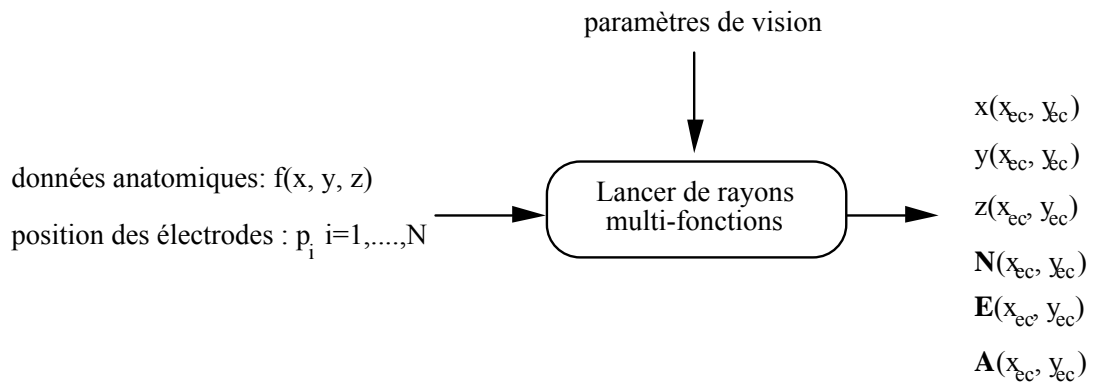 paramètres de vision
données anatomiques: f(x, y, z)
position des électrodes : p_i i=1,....,N
Lancer de rayons
multi-fonctions
x(x_ec, y_ec)
y(x_ec, y_ec)
z(x_ec, y_ec)
N(x_ec, y_ec)
E(x_ec, y_ec)
A(x_ec, y_ec)